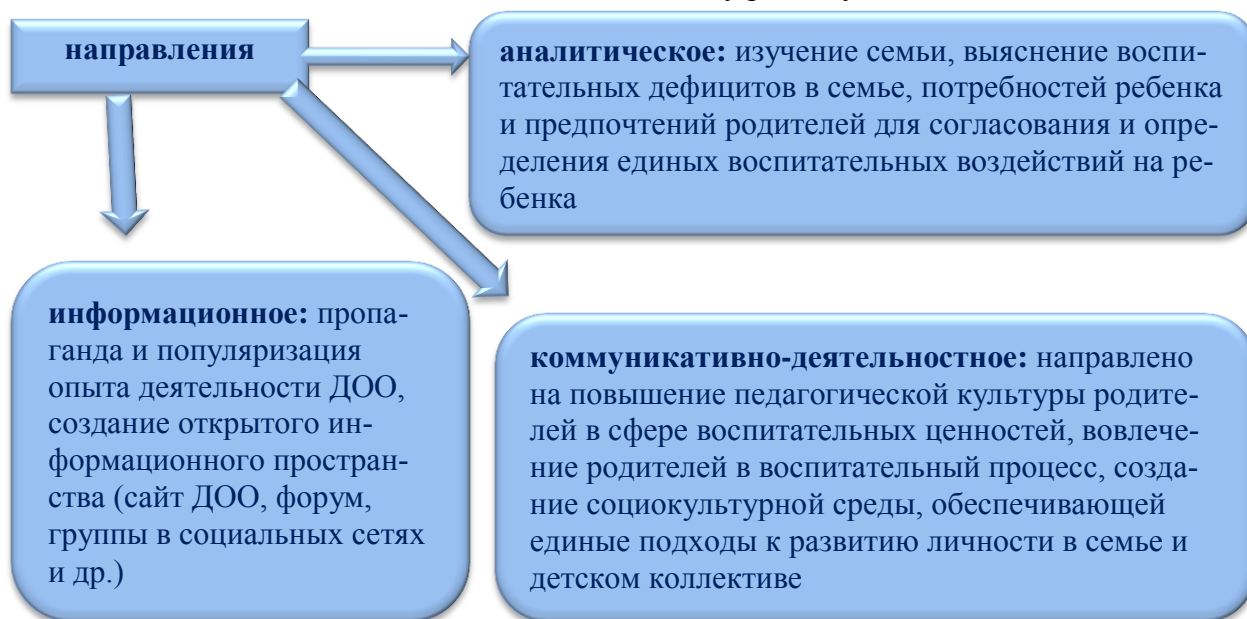 направления
аналитическое: изучение семьи, выяснение воспи-
тательных дефицитов в семье, потребностей ребенка
и предпочтений родителей для согласования и опре-
деления единых воспитательных воздействий на ре-
бенка
информационное: пропа-
ганда и популяризация
опыта деятельности ДОО,
создание открытого ин-
формационного простран-
ства (сайт ДОО, форум,
группы в социальных сетях
и др.)
коммуникативно-деятельностное: направлено
на повышение педагогической культуры родите-
лей в сфере воспитательных ценностей, вовлече-
ние родителей в воспитательный процесс, созда-
ние социокультурной среды, обеспечивающей
единые подходы к развитию личности в семье и
детском коллективе